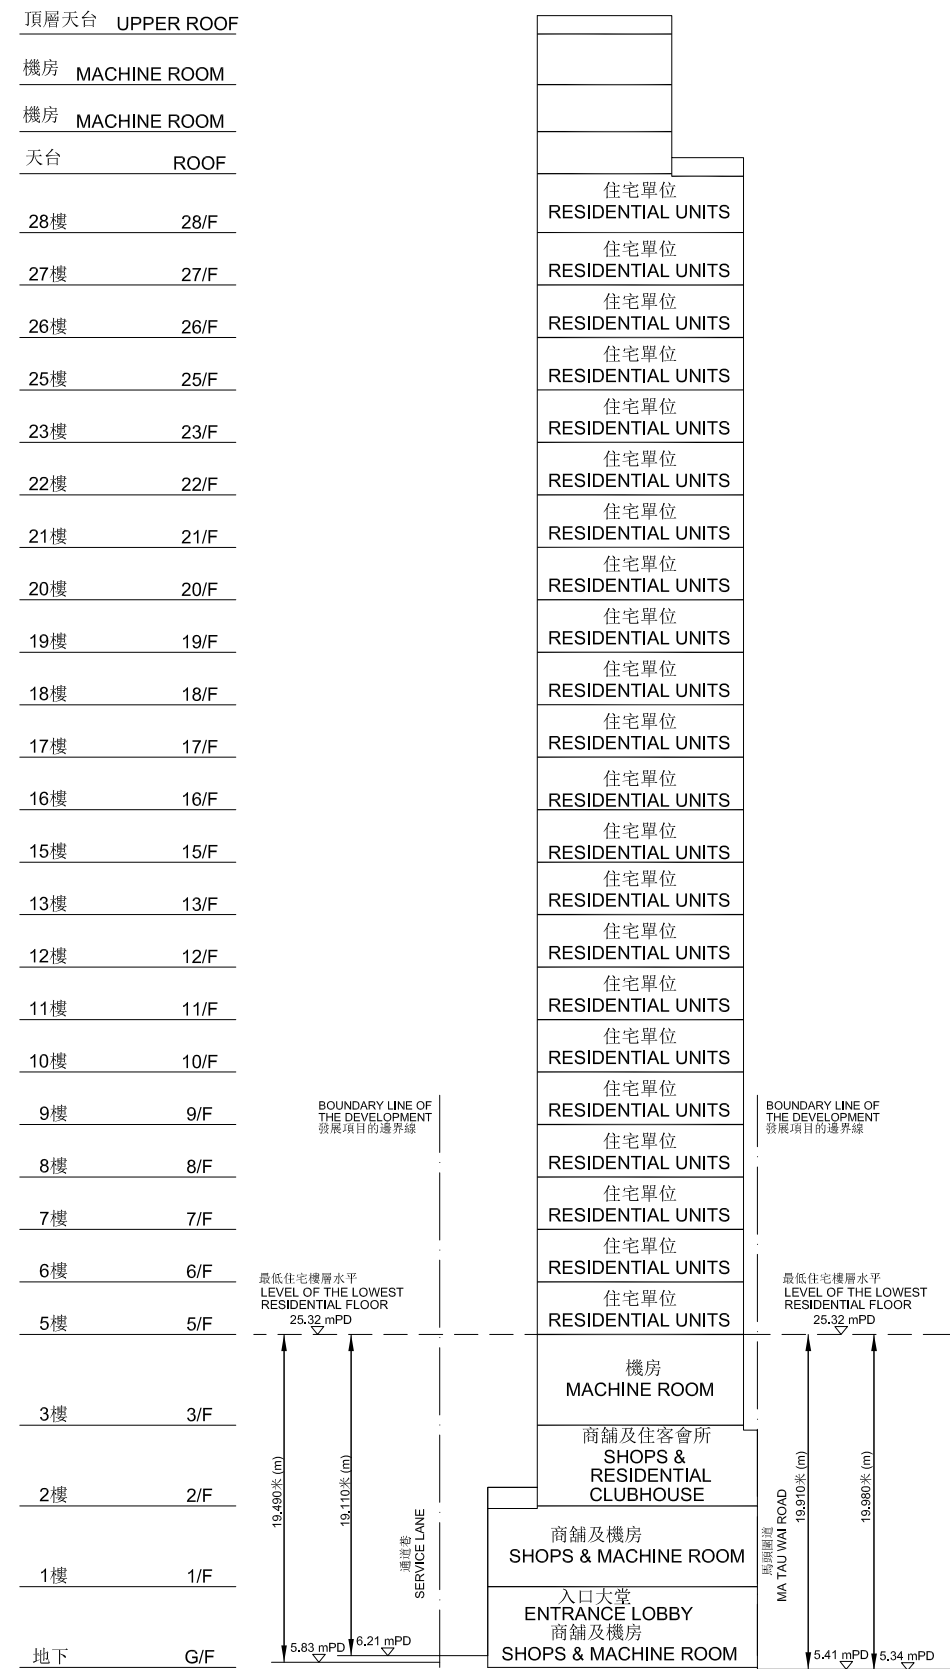 頂層天台 UPPER ROOF
機房 MACHINE ROOM
機房 MACHINE ROOM
天台 ROOF
住宅單位
RESIDENTIAL UNITS
28樓 28/F
住宅單位
RESIDENTIAL UNITS
27樓 27/F
住宅單位
RESIDENTIAL UNITS
26樓 26/F
住宅單位
RESIDENTIAL UNITS
25樓 25/F
住宅單位
RESIDENTIAL UNITS
23樓 23/F
住宅單位
RESIDENTIAL UNITS
22樓 22/F
住宅單位
RESIDENTIAL UNITS
21樓 21/F
住宅單位
RESIDENTIAL UNITS
20樓 20/F
住宅單位
RESIDENTIAL UNITS
19樓 19/F
住宅單位
RESIDENTIAL UNITS
18樓 18/F
住宅單位
RESIDENTIAL UNITS
17樓 17/F
住宅單位
RESIDENTIAL UNITS
16樓 16/F
住宅單位
RESIDENTIAL UNITS
15樓 15/F
住宅單位
RESIDENTIAL UNITS
13樓 13/F
住宅單位
RESIDENTIAL UNITS
12樓 12/F
住宅單位
RESIDENTIAL UNITS
11樓 11/F
住宅單位
RESIDENTIAL UNITS
10樓 10/F
住宅單位
RESIDENTIAL UNITS
9樓 9/F
BOUNDARY LINE OF
THE DEVELOPMENT
發展項目的邊界線
BOUNDARY LINE OF
THE DEVELOPMENT
發展項目的邊界線
住宅單位
RESIDENTIAL UNITS
8樓 8/F
住宅單位
RESIDENTIAL UNITS
7樓 7/F
住宅單位
RESIDENTIAL UNITS
6樓 6/F
住宅單位
RESIDENTIAL UNITS
5樓 5/F
最低住宅樓層水平
LEVEL OF THE LOWEST
RESIDENTIAL FLOOR
25.32 mPD
最低住宅樓層水平
LEVEL OF THE LOWEST
RESIDENTIAL FLOOR
25.32 mPD
機房
MACHINE ROOM
3樓 3/F
商舖及住客會所
SHOPS &
RESIDENTIAL
CLUBHOUSE
2樓 2/F
19.490米 (m)
19.110米 (m)
通道巷
SERVICE LANE
商舖及機房
SHOPS & MACHINE ROOM
馬頭圍道
MA TAU WAI ROAD
19.910米 (m)
19.980米 (m)
1樓 1/F
入口大堂
ENTRANCE LOBBY
商舖及機房
SHOPS & MACHINE ROOM
地下 G/F
5.83 mPD
6.21 mPD
5.41 mPD
5.34 mPD